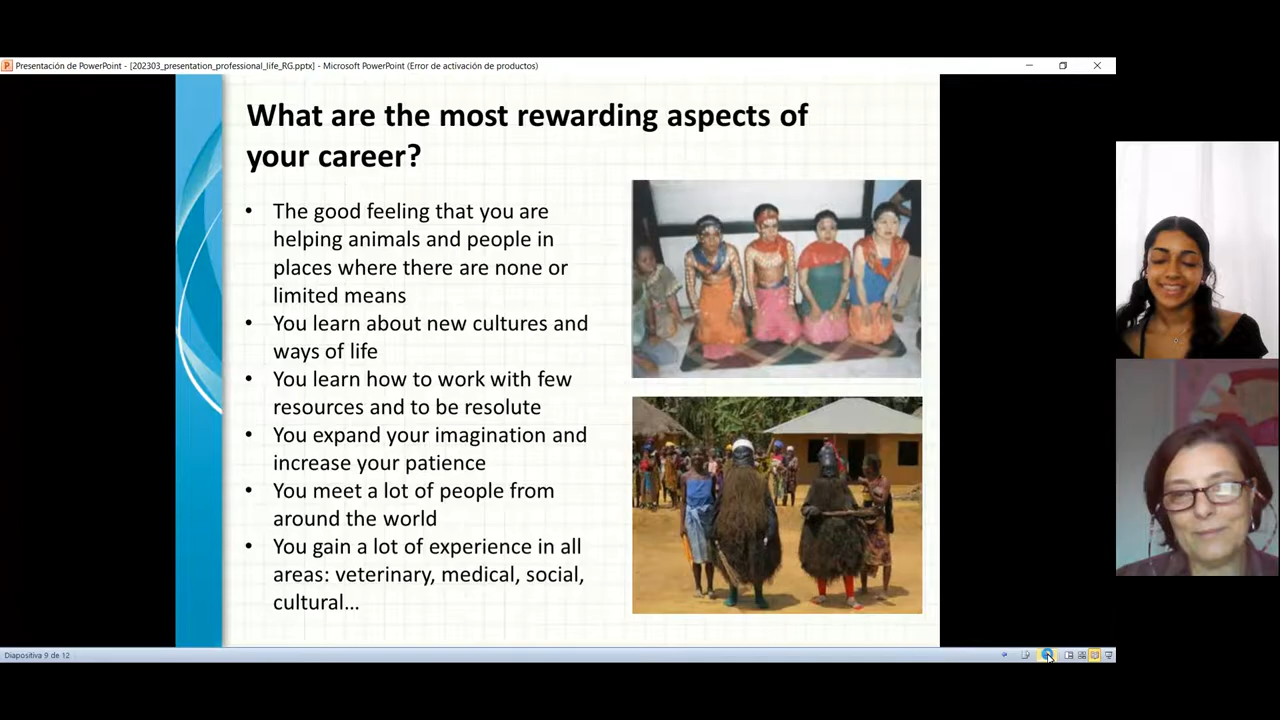 Presentación de PowerPoint - [202303_presentation_professional_life_RG.pptx] - Microsoft PowerPoint (Error de activación de productos)
What are the most rewarding aspects of
your career?
• The good feeling that you are
helping animals and people in
places where there are none or
limited means
• You learn about new cultures and
ways of life
• You learn how to work with few
resources and to be resolute
• You expand your imagination and
increase your patience
• You meet a lot of people from
around the world
• You gain a lot of experience in all
areas: veterinary, medical, social,
cultural…
Diapositiva 9 de 12